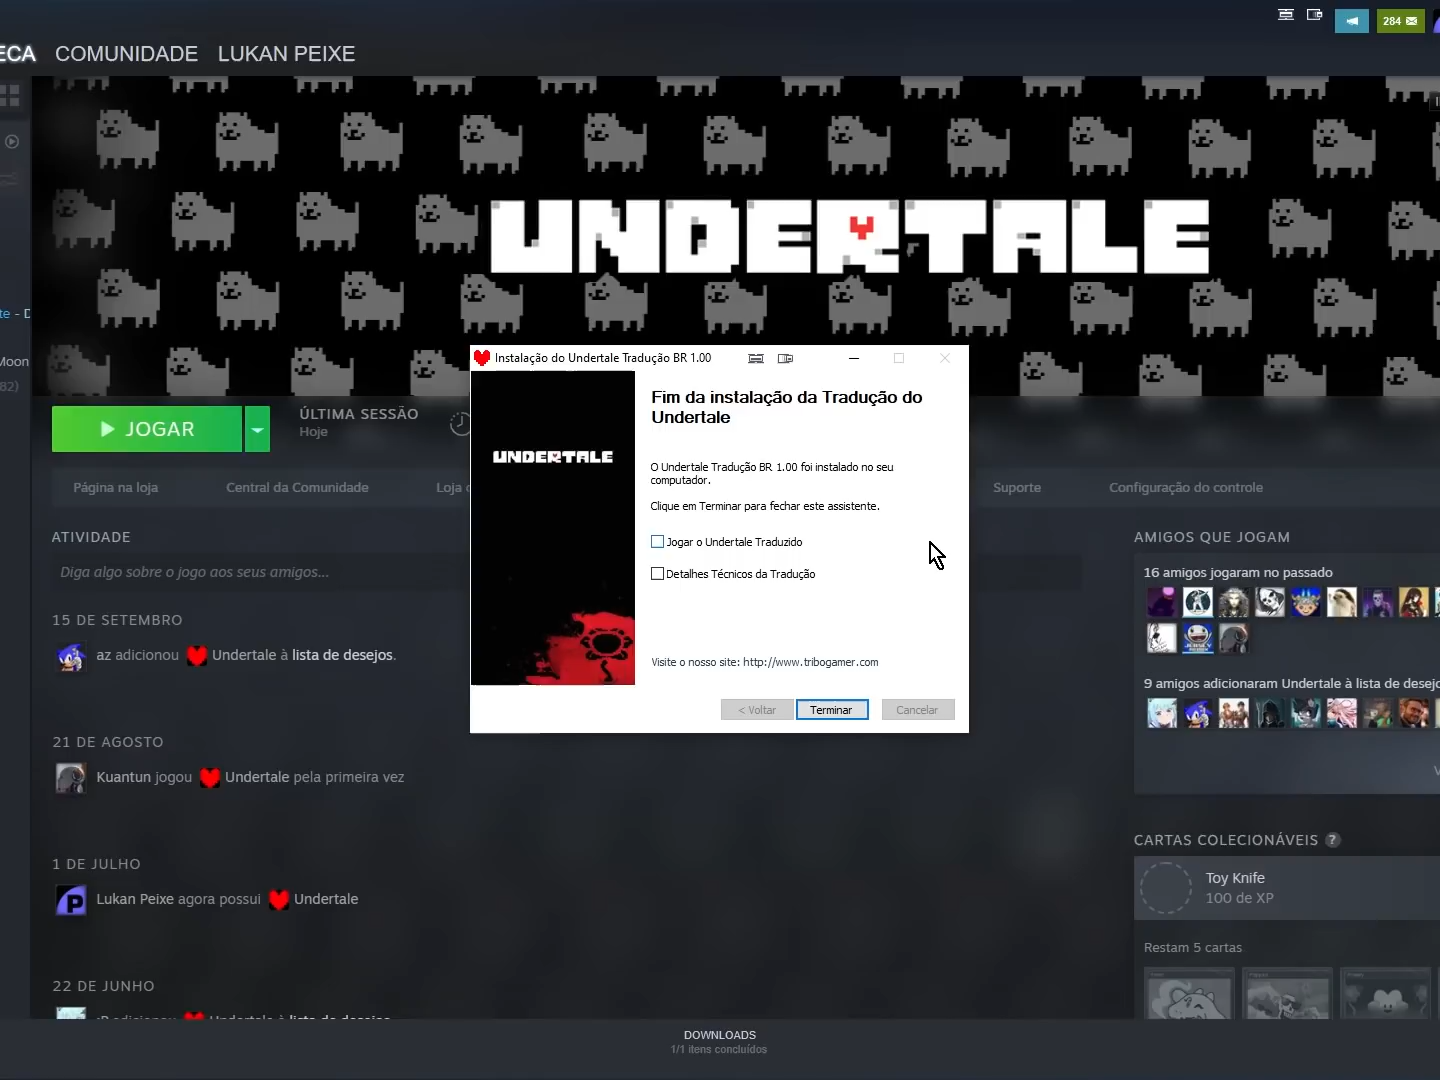 284
COMUNIDADE LUKAN PEIXE
UNDERTALE
Moon
82)
JOGAR
ÚLTIMA SESSÃO
Hoje
Página na loja
Central da Comunidade
Suporte
Configuração do controle
Instalação do Undertale Tradução BR 1.00
UNDERTALE
Fim da instalação da Tradução do
Undertale
O Undertale Tradução BR 1.00 foi instalado no seu
computador.
Clique em Terminar para fechar este assistente.
Jogar o Undertale Traduzido
Detalhes Técnicos da Tradução
Visite o nosso site: http://www.tribogamer.com
< Voltar
Terminar
Cancelar
ATIVIDADE
Diga algo sobre o jogo aos seus amigos...
15 DE SETEMBRO
az adicionou Undertale à lista de desejos.
21 DE AGOSTO
Kuantun jogou Undertale pela primeira vez
1 DE JULHO
Lukan Peixe agora possui Undertale
22 DE JUNHO
AMIGOS QUE JOGAM
16 amigos jogaram no passado
9 amigos adicionaram Undertale à lista de desejo
CARTAS COLECIONÁVEIS ?
Toy Knife
100 de XP
Restam 5 cartas
DOWNLOADS
1/1 itens concluídos